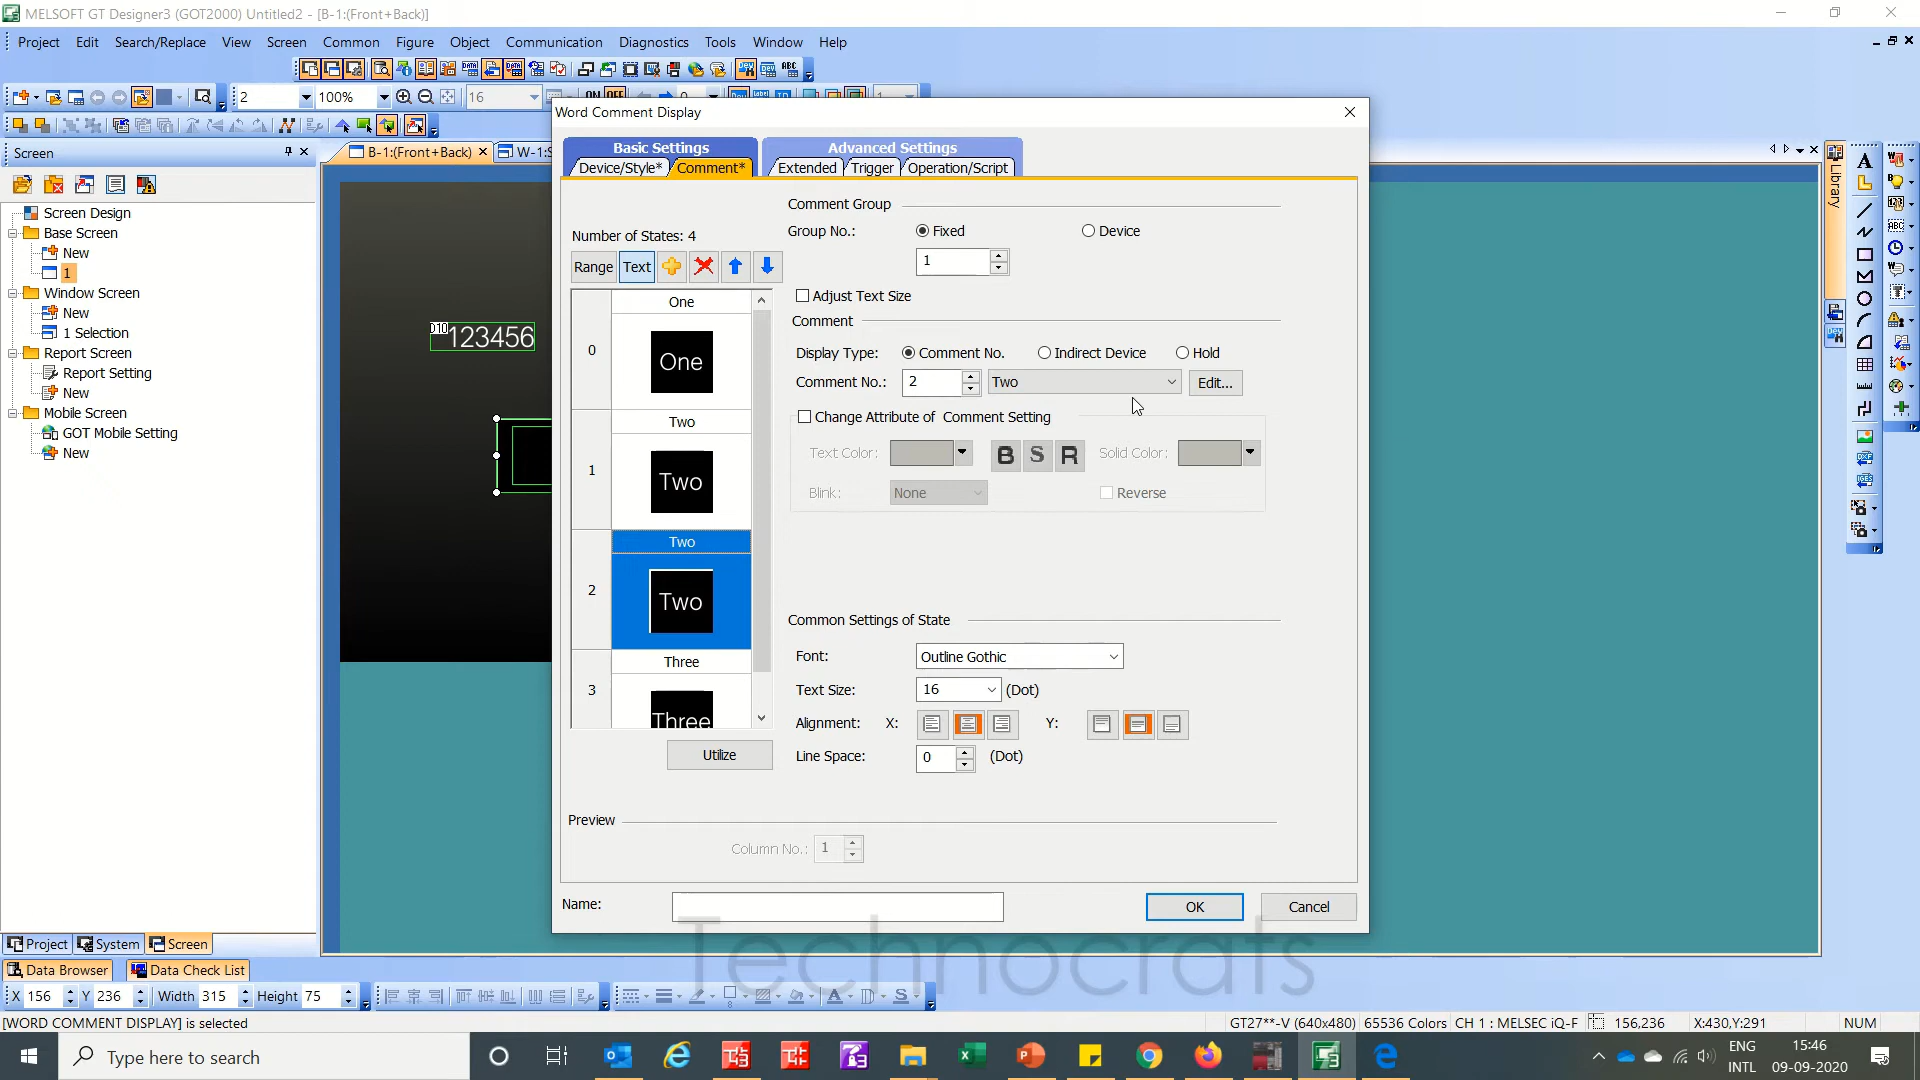 MELSOFT GT Designer3 (GOT2000) Untitled2 - [B-1:(Front+Back)]
Project Edit Search/Replace View Screen Common Figure Object Communication Diagnostics Tools Window Help
2 100% 16
Screen
B-1:(Front+Back)
Screen Design
Base Screen
New
1
Window Screen
New
1 Selection
Report Screen
Report Setting
New
Mobile Screen
GOT Mobile Setting
New
D10 123456
Word Comment Display
Basic Settings Advanced Settings
Device/Style* Comment* Extended Trigger Operation/Script
Comment Group
Number of States: 4
Group No.: Fixed Device
1
Range Text
Adjust Text Size
Comment
Display Type: Comment No. Indirect Device Hold
Comment No.: 2 Two Edit...
Change Attribute of Comment Setting
Text Color: B S R Solid Color:
Blink: None Reverse
One
0 One
Two
1 Two
Two
2 Two
Three
3 Three
Utilize
Common Settings of State
Font: Outline Gothic
Text Size: 16 (Dot)
Alignment: X: Y:
Line Space: 0 (Dot)
Preview
Column No.: 1
Name:
OK Cancel
Technocrats
Library
Project System Screen
Data Browser Data Check List
X 156 Y 236 Width 315 Height 75
[WORD COMMENT DISPLAY] is selected
GT27**-V (640x480) 65536 Colors CH 1 : MELSEC iQ-F 156,236 X:430,Y:291 NUM
Type here to search
ENG
INTL
15:46
09-09-2020